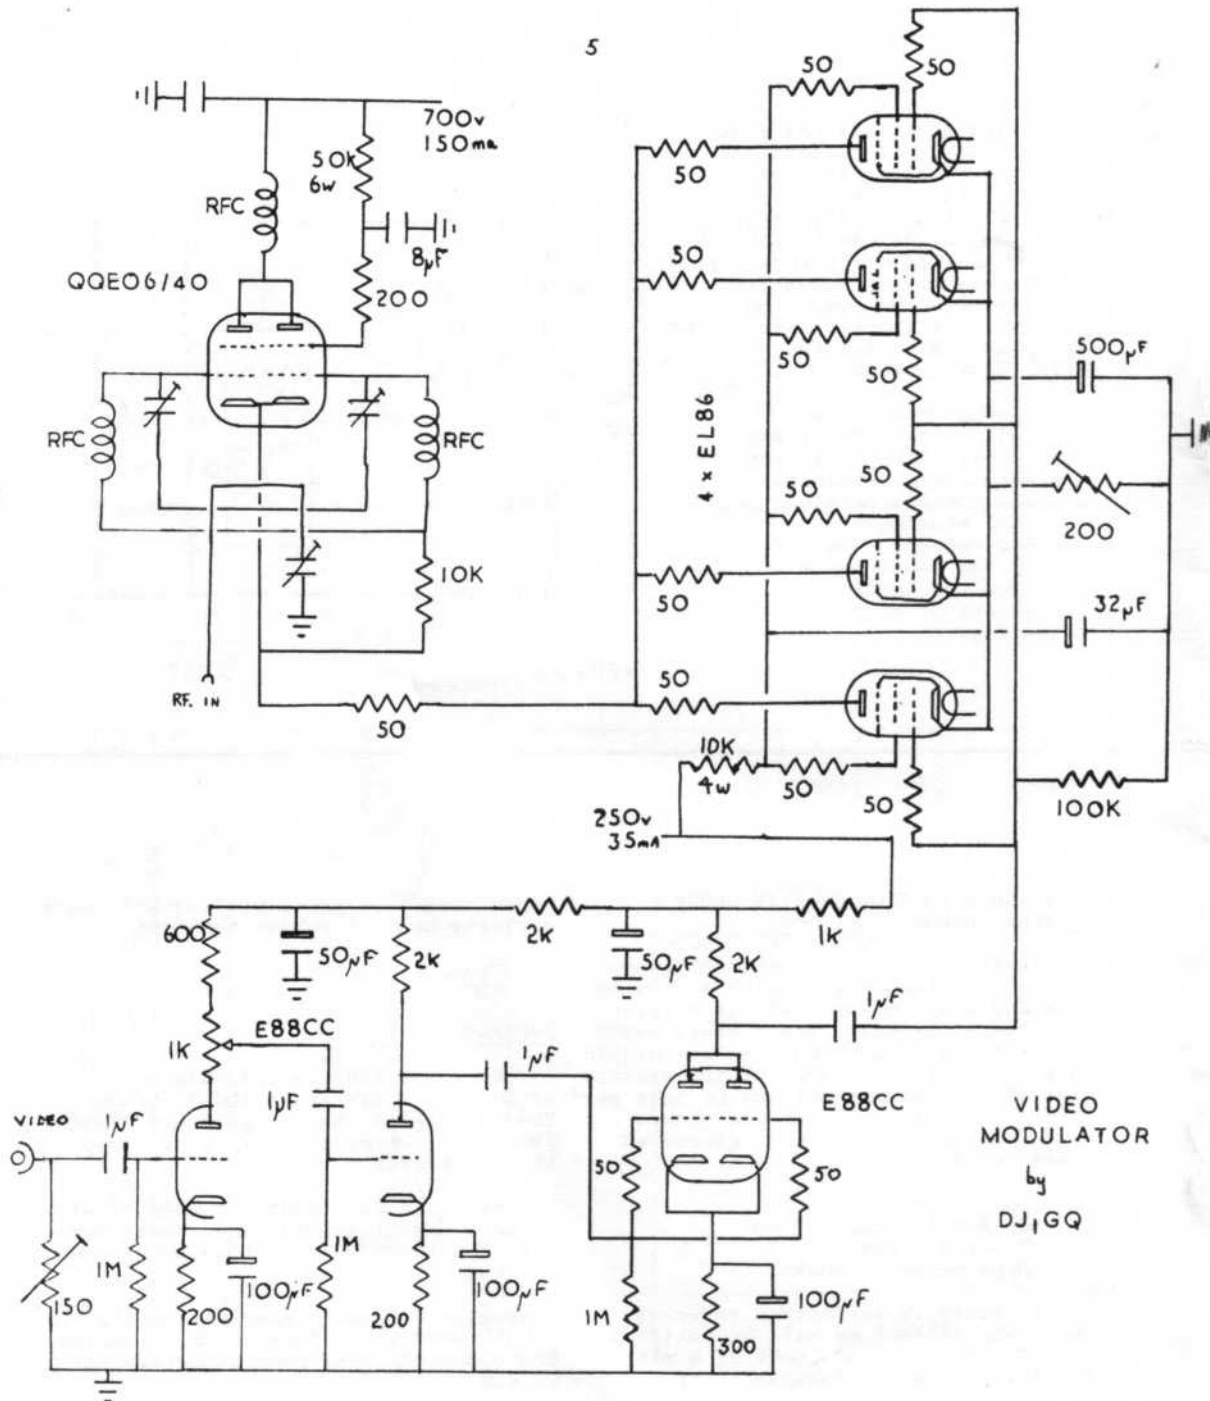 5
50
50
700v
150ma
50K
6w
50
RFC
8µF
50
QQE06/40
200
50
50
500µF
RFC
RFC
4 x EL86
50
50
200
10K
50
32µF
RF. IN
50
50
10K
4w
50
50
100K
250v
35mA
600
50µF
2K
2K
50µF
2K
1K
1µF
E88CC
1K
1µF
1µF
E88CC
VIDEO
1µF
VIDEO
MODULATOR
by
DJ1GQ
50
50
1M
1M
150
200
100µF
200
100µF
1M
300
100µF